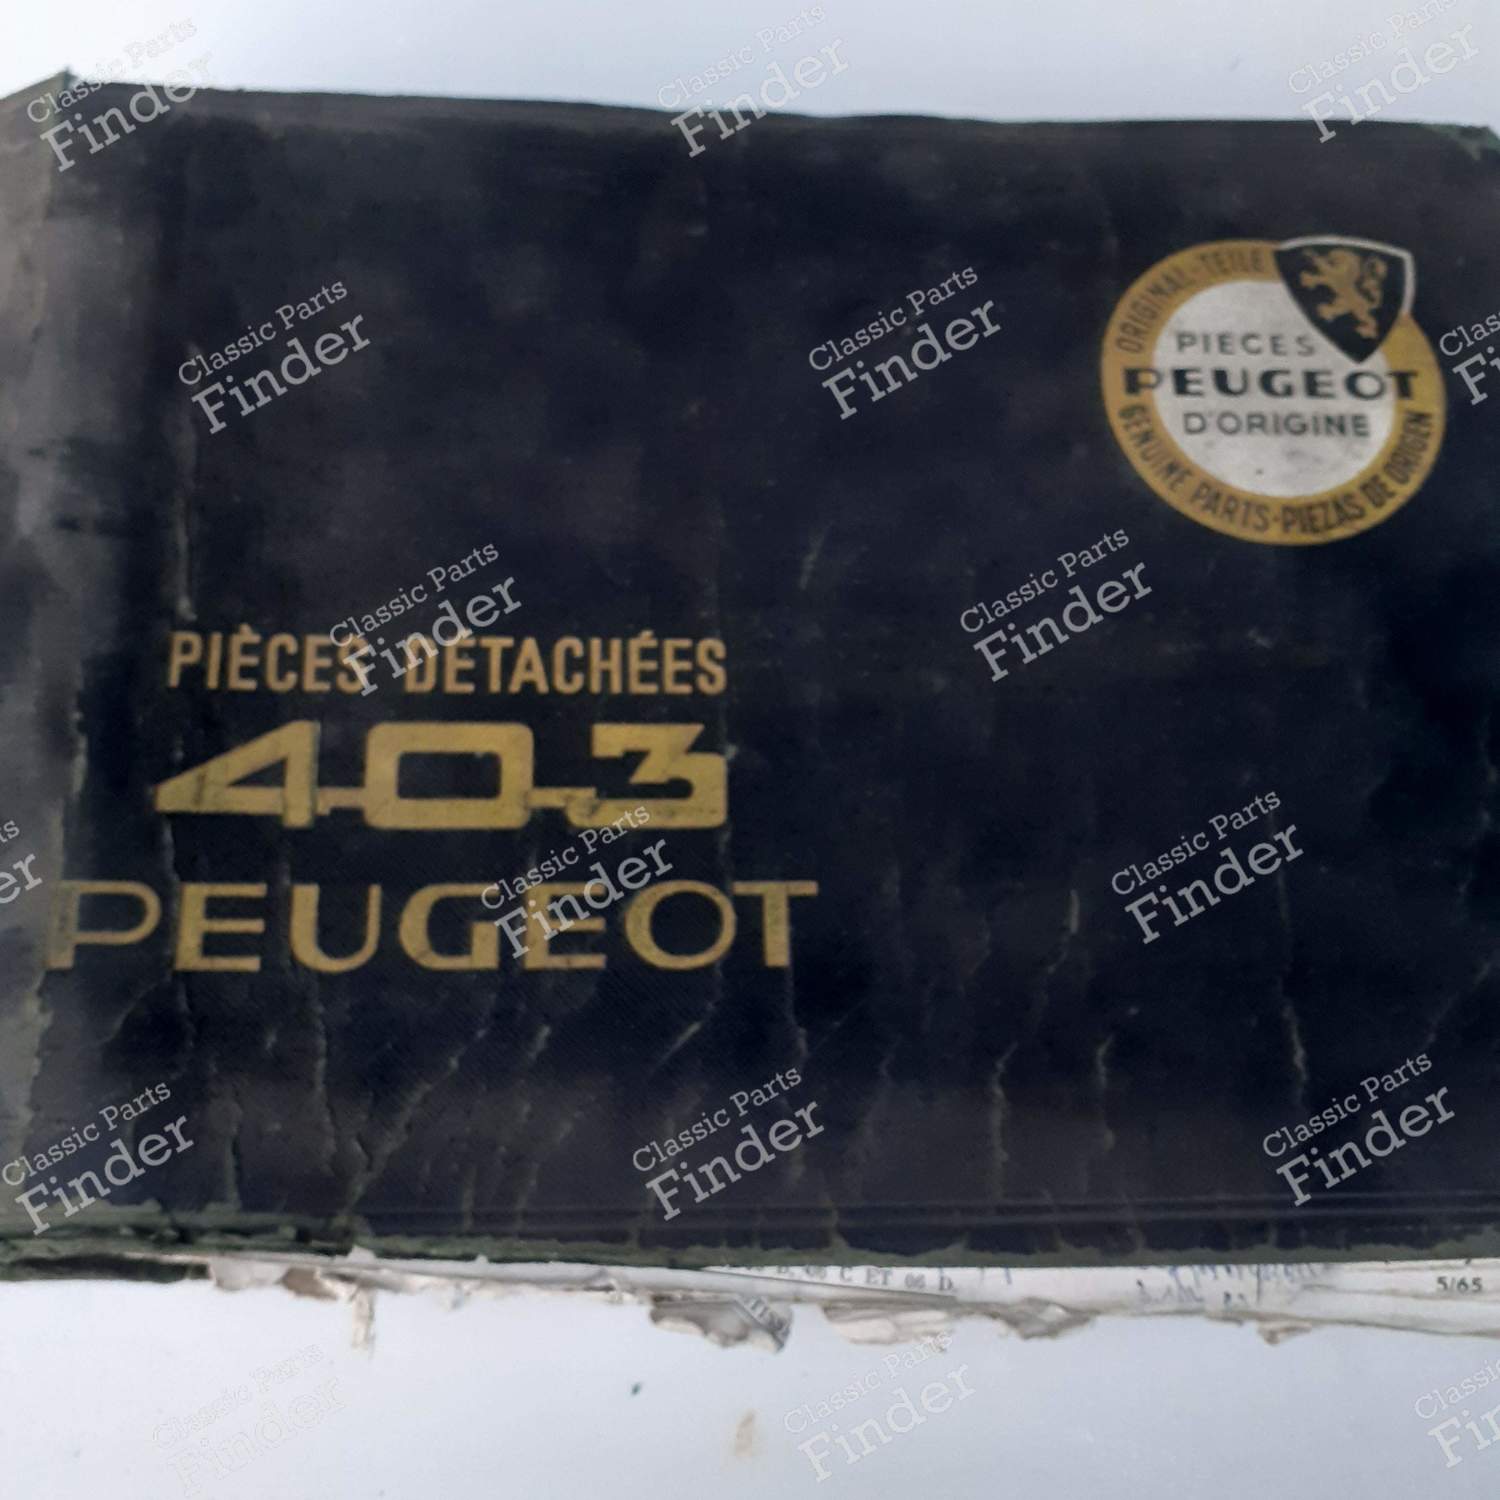 ORIGINAL-TEILE
PIECES
PEUGEOT
D'ORIGINE
GENUINE PARTS · PIEZAS DE ORIGEN
PIÈCES DÉTACHÉES
403
PEUGEOT
C ET
5/65
Classic Parts
Finder